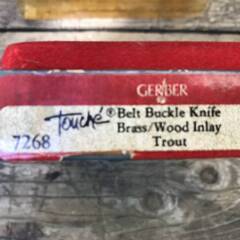 GERBER
Touché® Belt Buckle Knife
Brass/Wood Inlay
7268 Trout